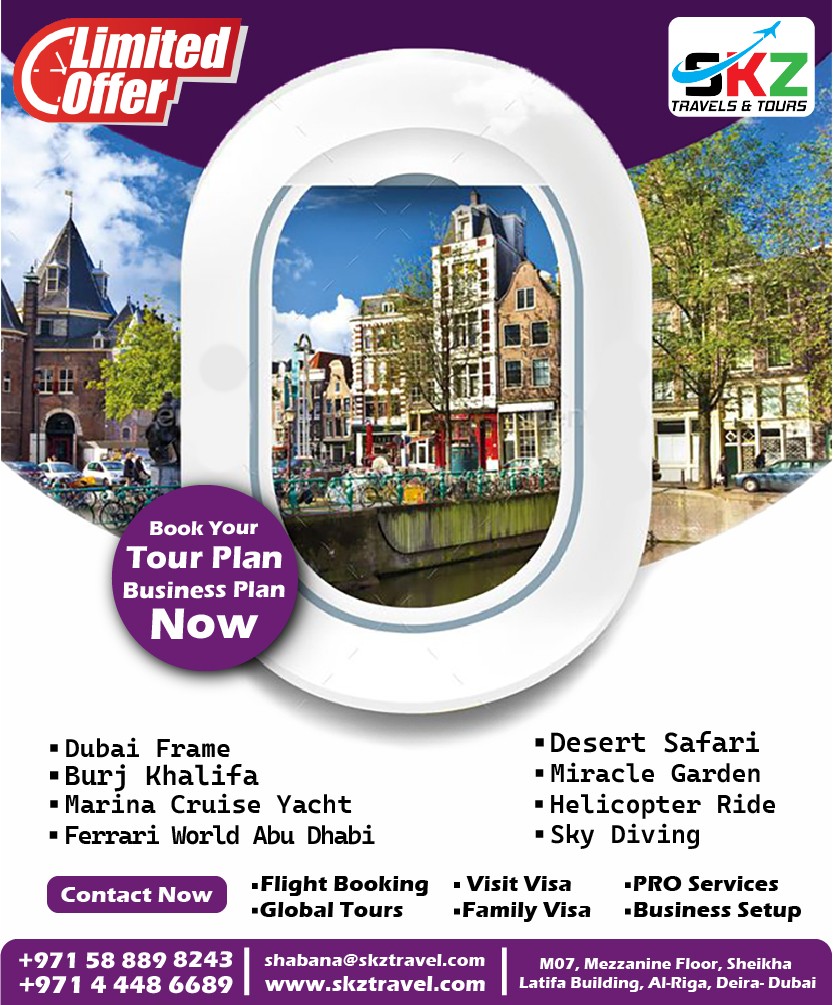 Limited
Offer
SKZ
TRAVELS & TOURS
Book Your
Tour Plan
Business Plan
Now
▪Dubai Frame
▪Burj Khalifa
▪Marina Cruise Yacht
▪Ferrari World Abu Dhabi
▪Desert Safari
▪Miracle Garden
▪Helicopter Ride
▪Sky Diving
Contact Now
▪Flight Booking
▪Global Tours
▪Visit Visa
▪Family Visa
▪PRO Services
▪Business Setup
+971 58 889 8243
+971 4 448 6689
shabana@skztravel.com
www.skztravel.com
M07, Mezzanine Floor, Sheikha
Latifa Building, Al-Riga, Deira- Dubai